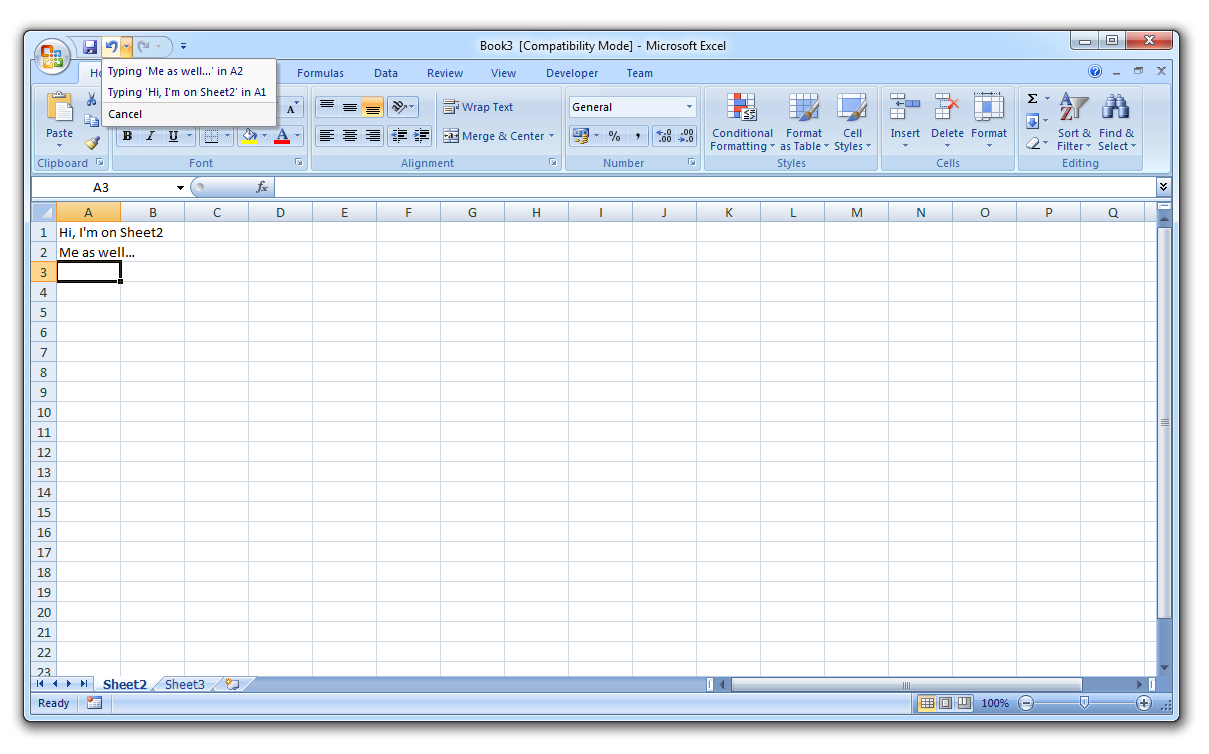 Book3 [Compatibility Mode] - Microsoft Excel
Formulas Data Review View Developer Team
Typing 'Me as well...' in A2
Typing 'Hi, I'm on Sheet2' in A1
Cancel
Wrap Text
General
Paste
B I U
Merge & Center
%
Conditional Formatting
Format as Table
Cell Styles
Insert
Delete
Format
Σ
Sort & Filter
Find & Select
Clipboard Font Alignment Number Styles Cells Editing
A3 fx
A B C D E F G H I J K L M N O P Q
1 Hi, I'm on Sheet2
2 Me as well...
3
4
5
6
7
8
9
10
11
12
13
14
15
16
17
18
19
20
21
22
23
Sheet2 Sheet3
Ready 100%